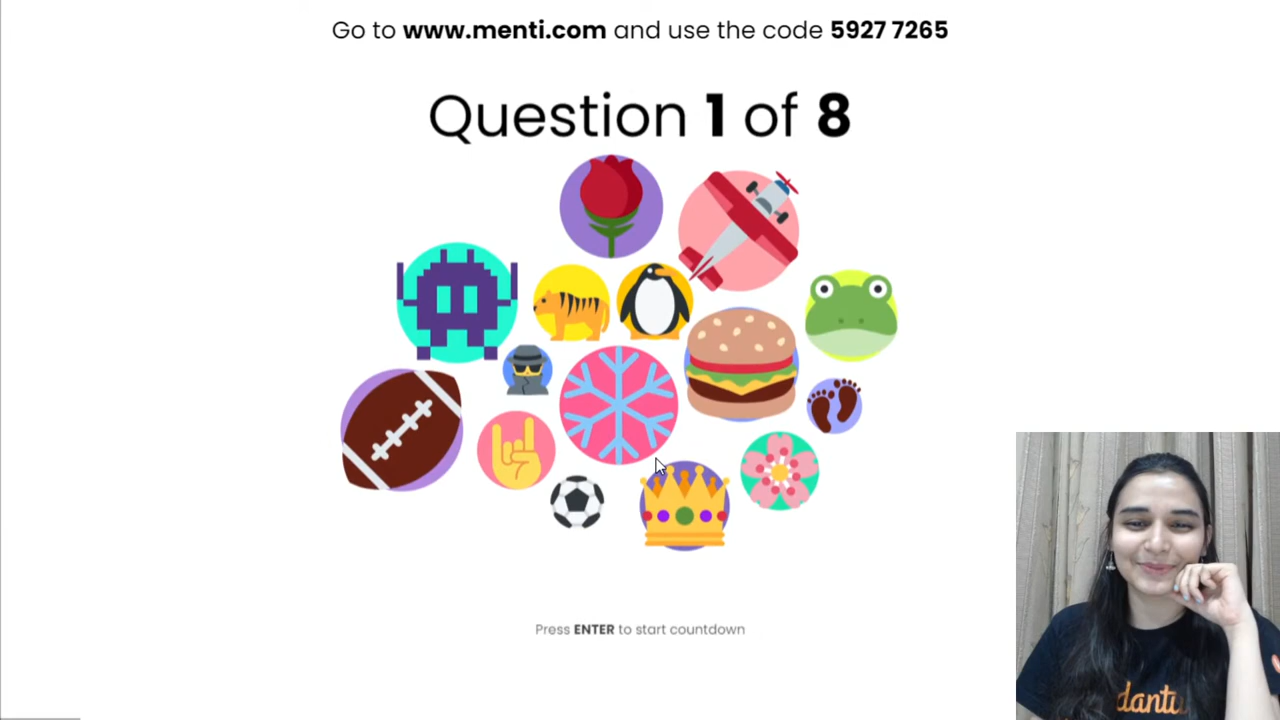 Go to www.menti.com and use the code 5927 7265
Question 1 of 8
Press ENTER to start countdown
dantu